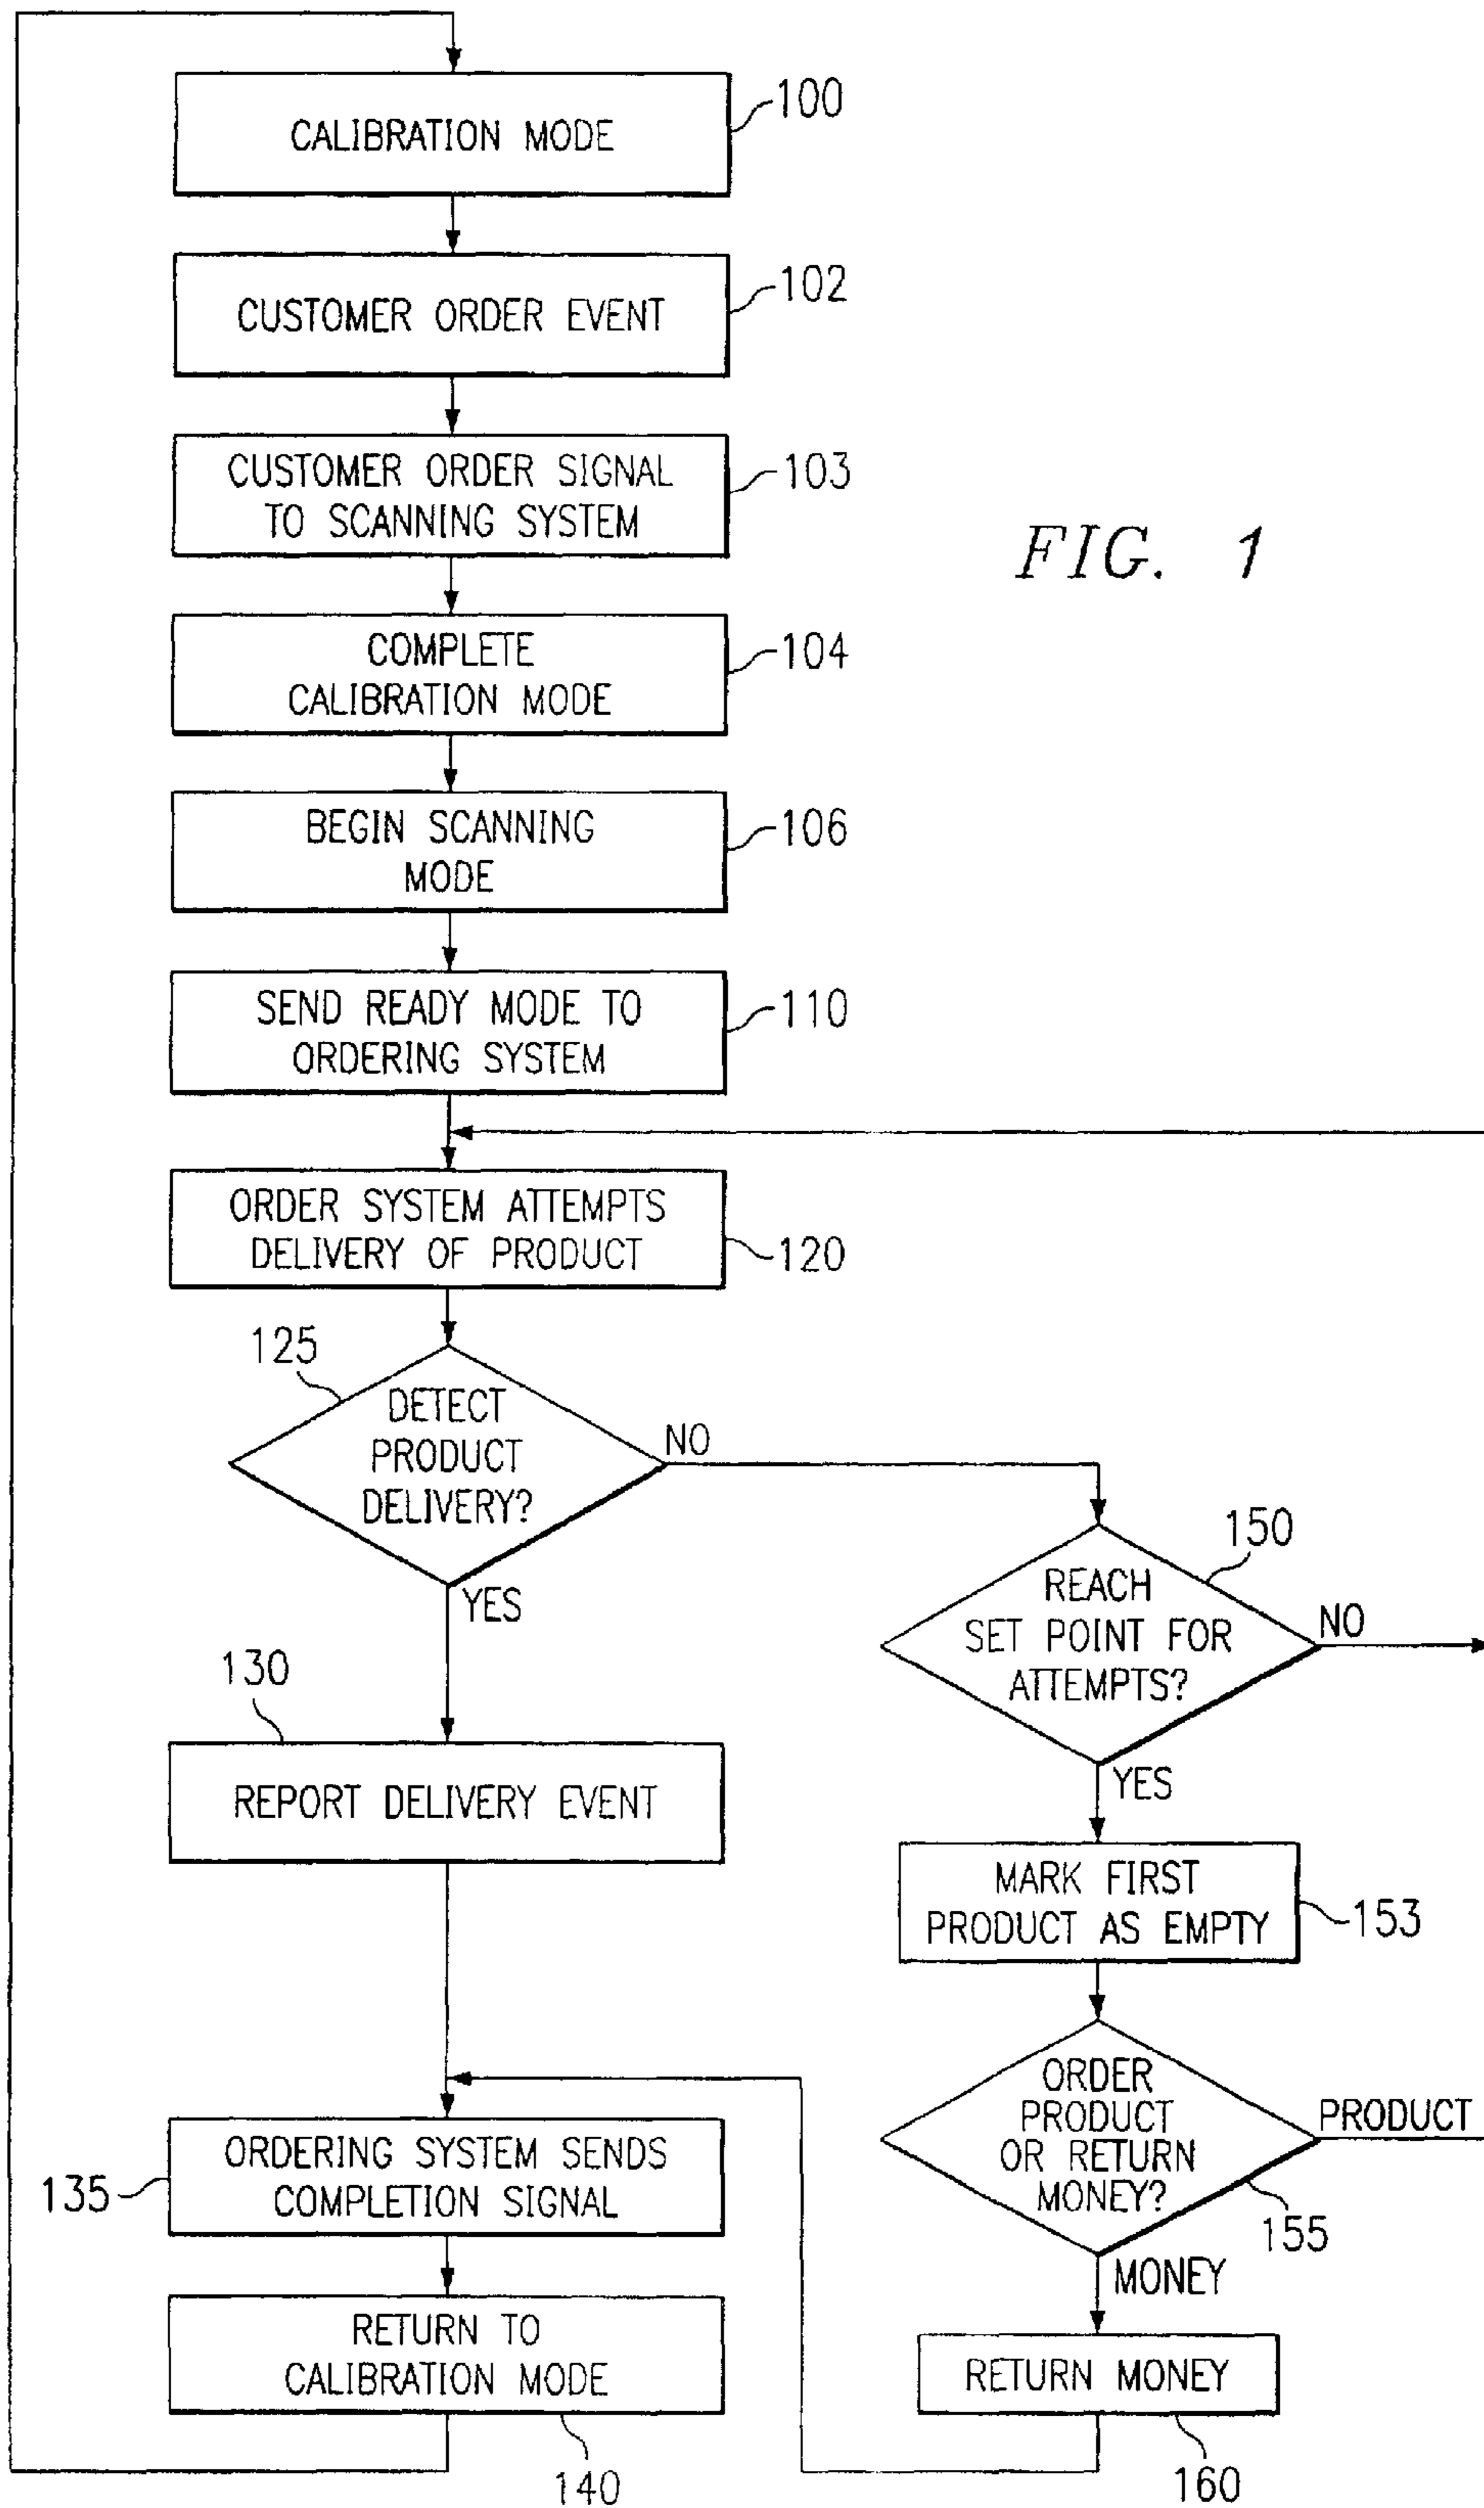 CALIBRATION MODE
100
CUSTOMER ORDER EVENT
102
CUSTOMER ORDER SIGNAL
TO SCANNING SYSTEM
103
FIG. 1
COMPLETE
CALIBRATION MODE
104
BEGIN SCANNING
MODE
106
SEND READY MODE TO
ORDERING SYSTEM
110
ORDER SYSTEM ATTEMPTS
DELIVERY OF PRODUCT
120
125
DETECT
PRODUCT
DELIVERY?
NO
YES
150
REACH
SET POINT FOR
ATTEMPTS?
NO
YES
130
REPORT DELIVERY EVENT
MARK FIRST
PRODUCT AS EMPTY
153
ORDER
PRODUCT
OR RETURN
MONEY?
PRODUCT
155
MONEY
ORDERING SYSTEM SENDS
COMPLETION SIGNAL
135
RETURN TO
CALIBRATION MODE
140
RETURN MONEY
160